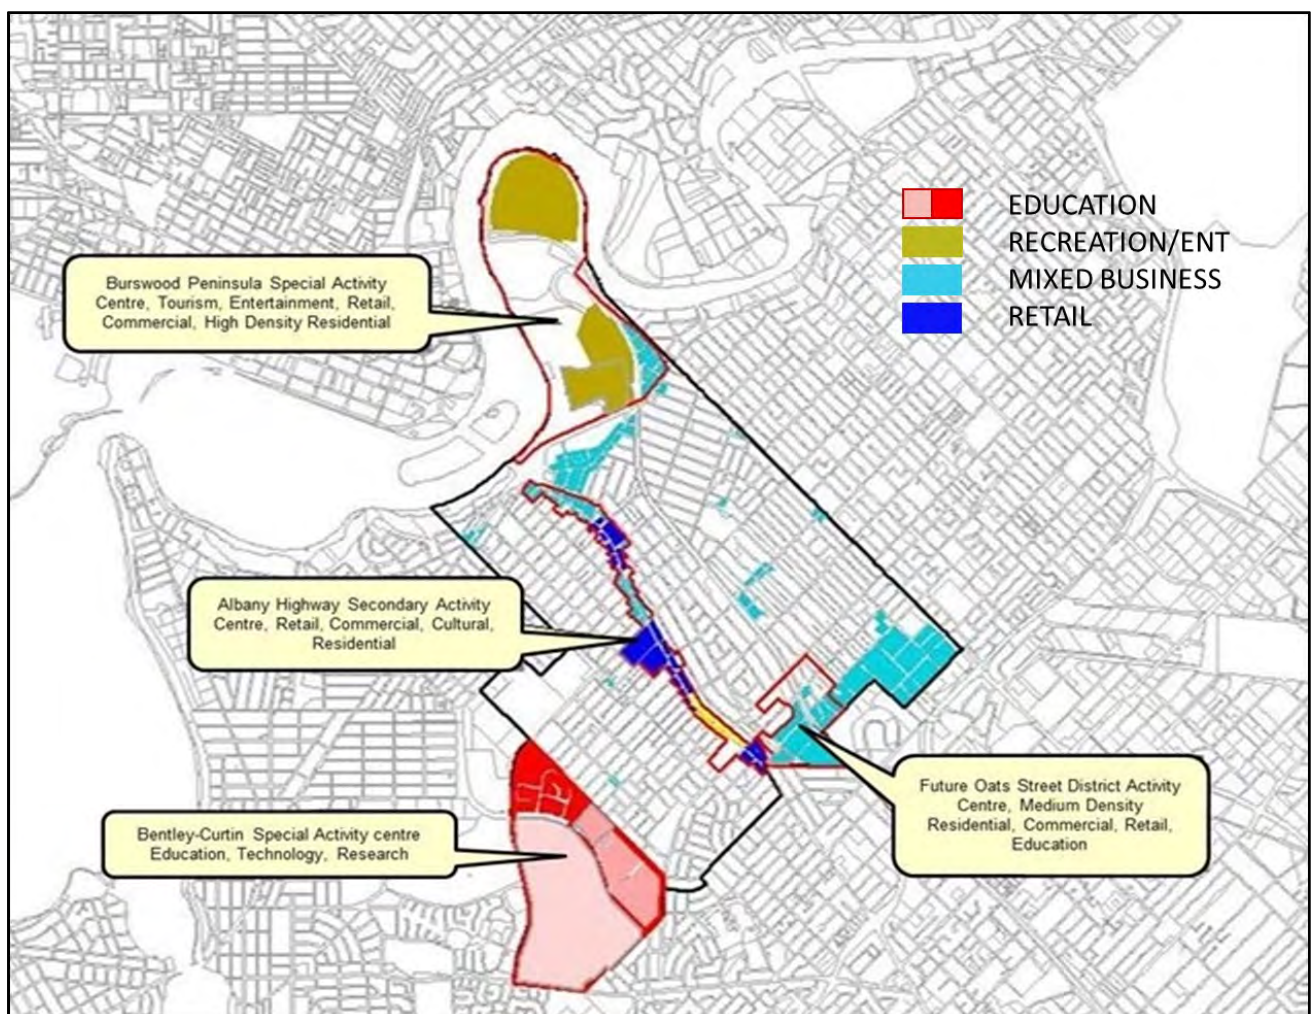 EDUCATION
RECREATION/ENT
MIXED BUSINESS
RETAIL
Burswood Peninsula Special Activity
Centre, Tourism, Entertainment, Retail,
Commercial, High Density Residential
Albany Highway Secondary Activity
Centre, Retail, Commercial, Cultural,
Residential
Future Oats Street District Activity
Centre, Medium Density
Residential, Commercial, Retail,
Education
Bentley-Curtin Special Activity centre
Education, Technology, Research